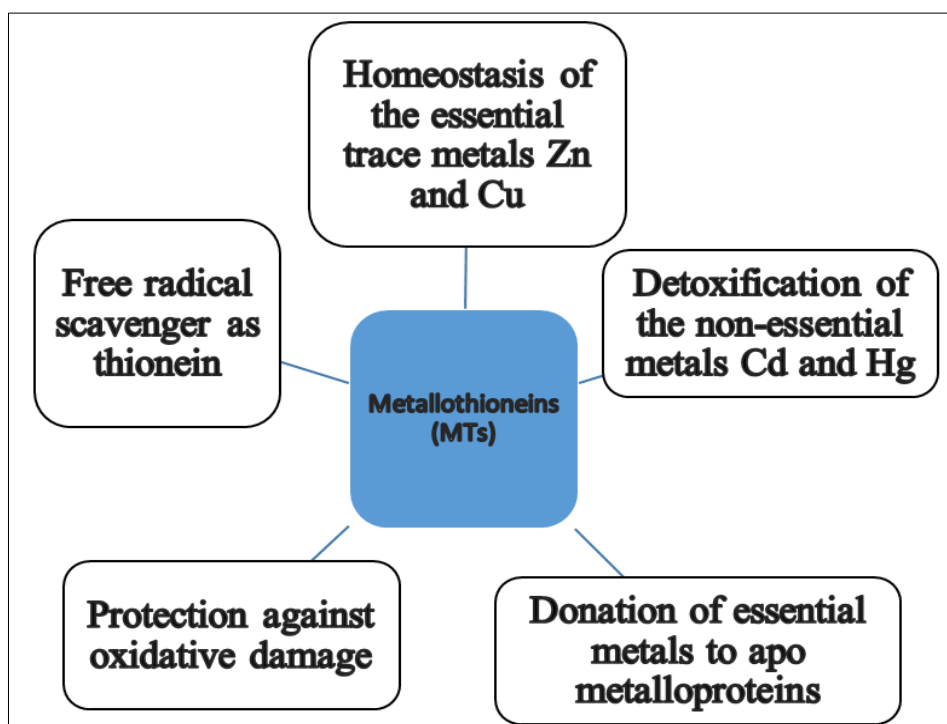 Homeostasis of
the essential
trace metals Zn
and Cu
Free radical
scavenger as
thionein
Detoxification of
the non-essential
metals Cd and Hg
Metallothioneins
(MTs)
Protection against
oxidative damage
Donation of essential
metals to apo
metalloproteins